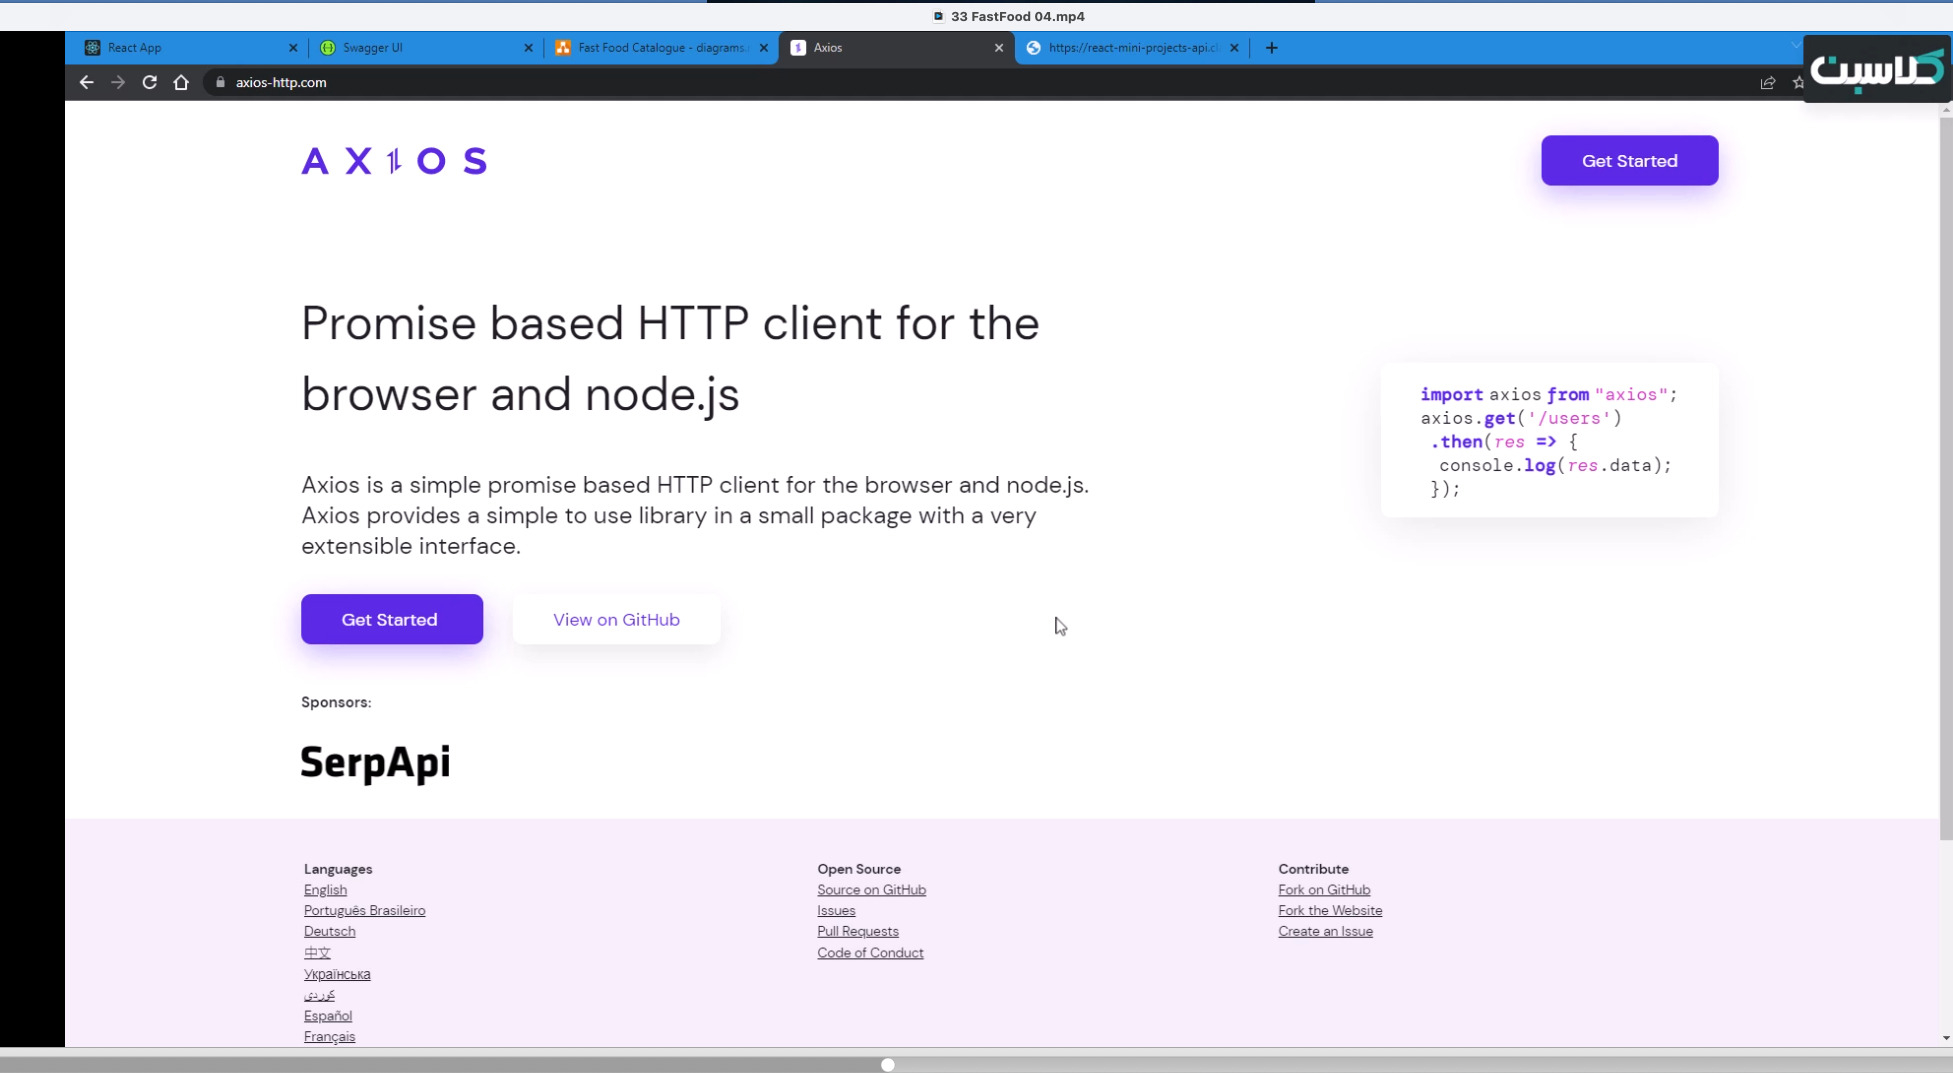 33 FastFood 04.mp4
React App
Swagger UI
Fast Food Catalogue - diagrams.
Axios
https://react-mini-projects-api.cl
axios-http.com
کلاسیت
AXIOS
Get Started
Promise based HTTP client for the
browser and node.js
import axios from "axios";
axios.get('/users')
.then(res => {
console.log(res.data);
});
Axios is a simple promise based HTTP client for the browser and node.js.
Axios provides a simple to use library in a small package with a very
extensible interface.
Get Started
View on GitHub
Sponsors:
SerpApi
Languages
English
Português Brasileiro
Deutsch
中文
Українська
كوردی
Español
Français
Open Source
Source on GitHub
Issues
Pull Requests
Code of Conduct
Contribute
Fork on GitHub
Fork the Website
Create an Issue